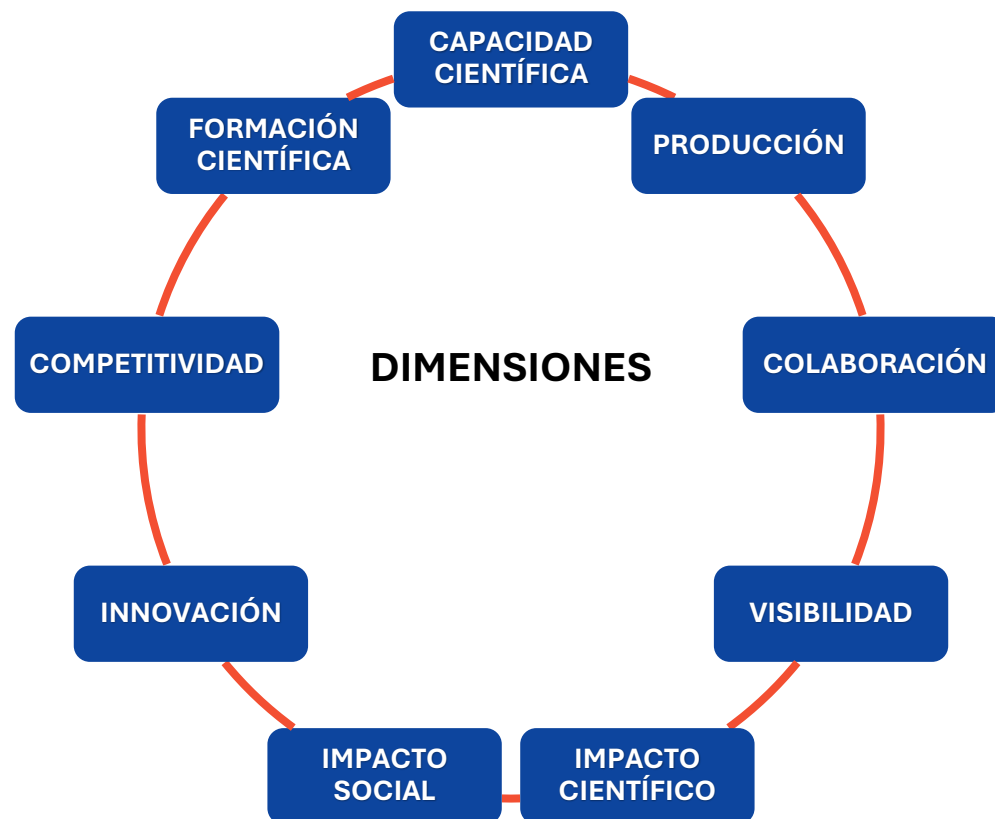 CAPACIDAD
CIENTÍFICA
PRODUCCIÓN
COLABORACIÓN
VISIBILIDAD
IMPACTO
CIENTÍFICO
IMPACTO
SOCIAL
INNOVACIÓN
COMPETITIVIDAD
FORMACIÓN
CIENTÍFICA
DIMENSIONES